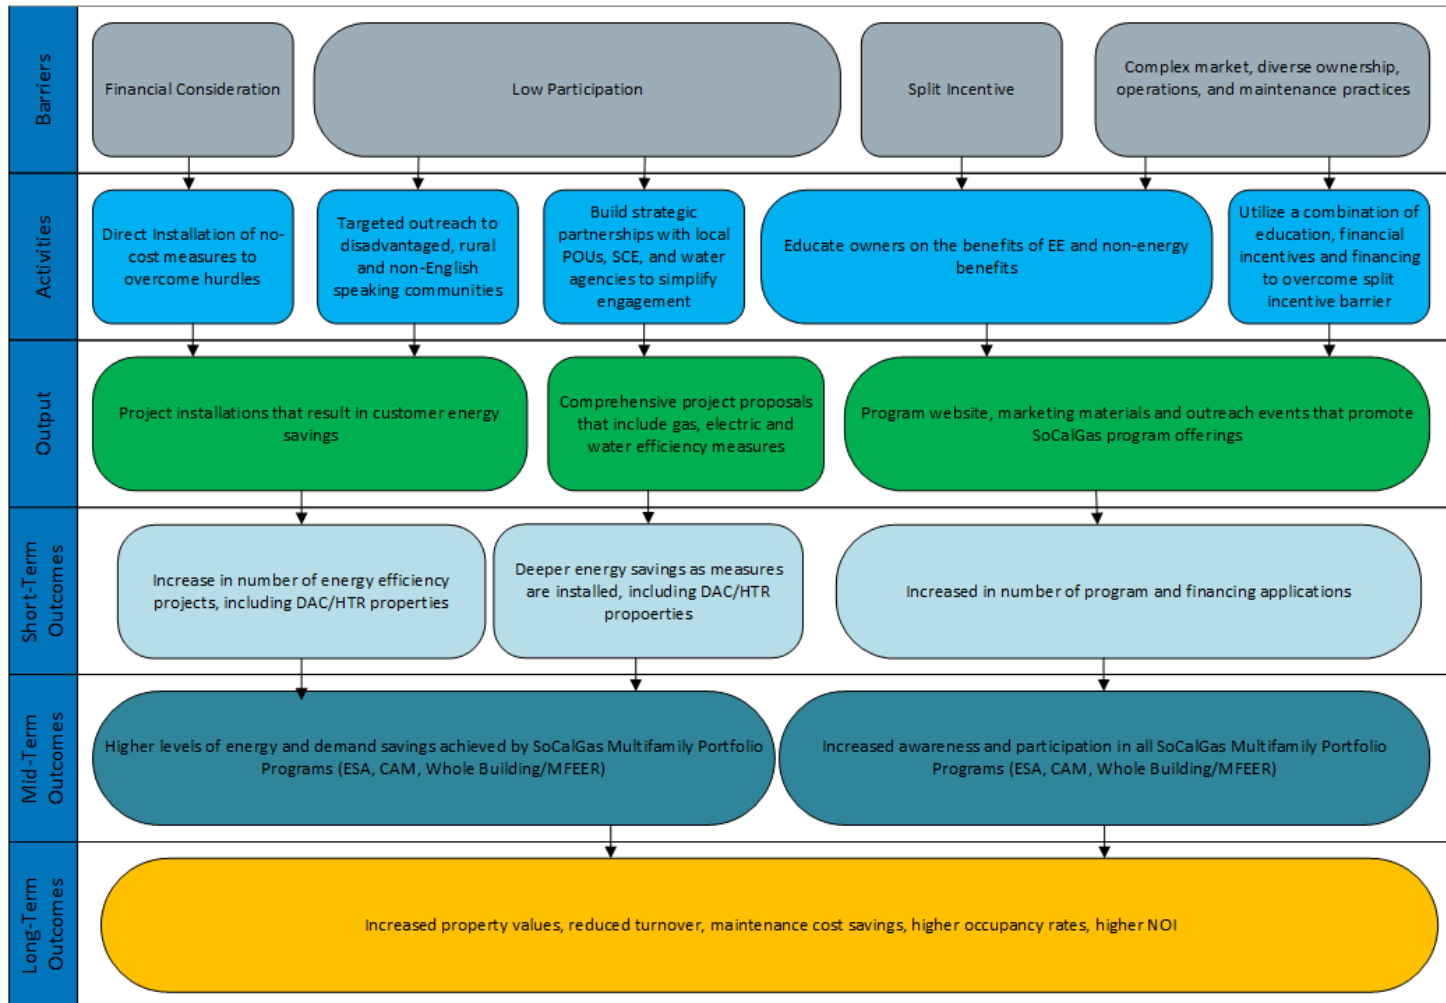 Barriers
Financial Consideration
Low Participation
Split Incentive
Complex market, diverse ownership,
operations, and maintenance practices
Activities
Direct Installation of no-
cost measures to
overcome hurdles
Targeted outreach to
disadvantaged, rural
and non-English
speaking communities
Build strategic
partnerships with local
POUs, SCE, and water
agencies to simplify
engagement
Educate owners on the benefits of EE and non-energy
benefits
Utilize a combination of
education, financial
incentives and financing
to overcome split
incentive barrier
Output
Project installations that result in customer energy
savings
Comprehensive project proposals
that include gas, electric and
water efficiency measures
Program website, marketing materials and outreach events that promote
SoCalGas program offerings
Short-Term
Outcomes
Increase in number of energy efficiency
projects, including DAC/HTR properties
Deeper energy savings as measures
are installed, including DAC/HTR
propoerties
Increased in number of program and financing applications
Mid-Term
Outcomes
Higher levels of energy and demand savings achieved by SoCalGas Multifamily Portfolio
Programs (ESA, CAM, Whole Building/MFEER)
Increased awareness and participation in all SoCalGas Multifamily Portfolio
Programs (ESA, CAM, Whole Building/MFEER)
Long-Term
Outcomes
Increased property values, reduced turnover, maintenance cost savings, higher occupancy rates, higher NOI